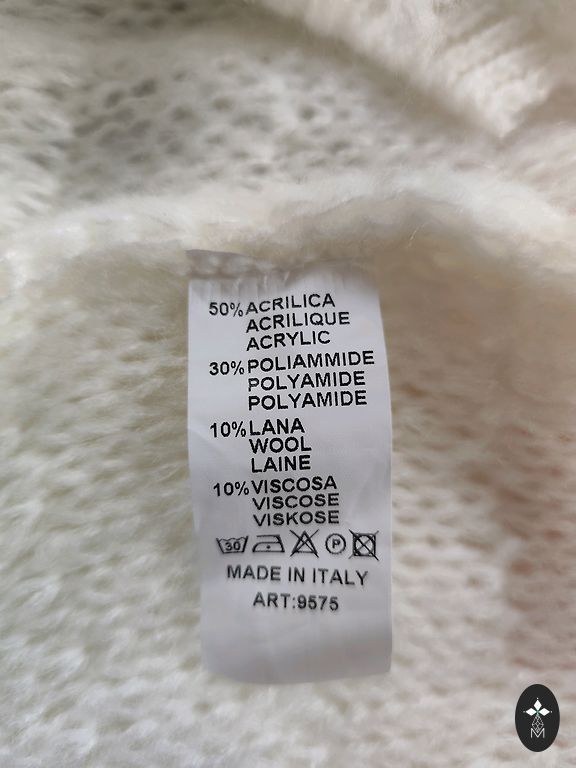 50% ACRILICA
ACRILIQUE
ACRYLIC
30% POLIAMMIDE
POLYAMIDE
POLYAMIDE
10% LANA
WOOL
LAINE
10% VISCOSA
VISCOSE
VISKOSE
30 P
MADE IN ITALY
ART:9575
M